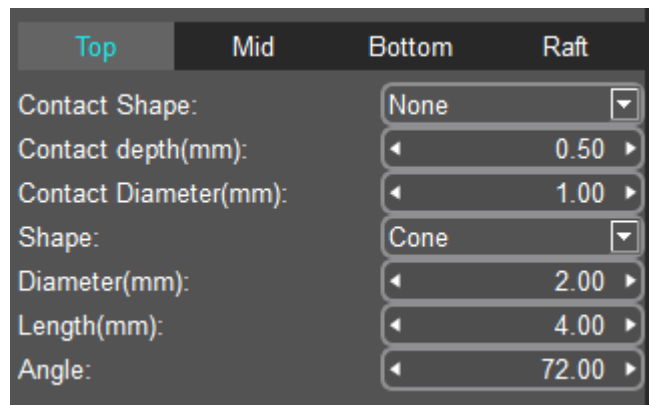 Top Mid Bottom Raft
Contact Shape: None
Contact depth(mm): 0.50
Contact Diameter(mm): 1.00
Shape: Cone
Diameter(mm): 2.00
Length(mm): 4.00
Angle: 72.00